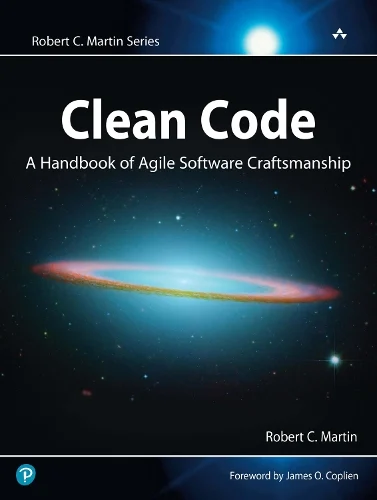 Robert C. Martin Series
Clean Code
A Handbook of Agile Software Craftsmanship
Robert C. Martin
Foreword by James O. Coplien